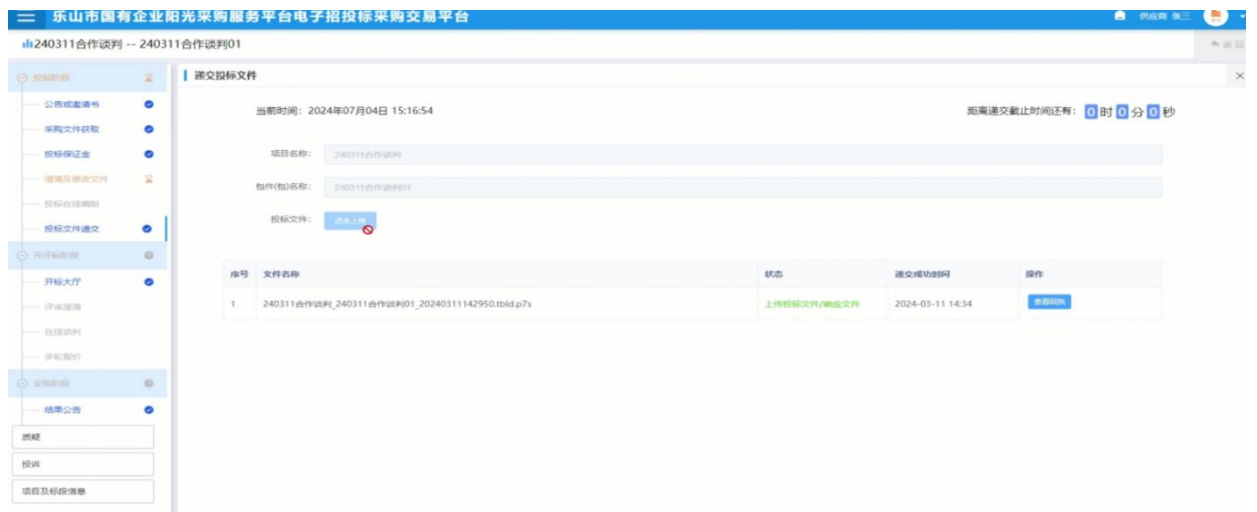 乐山市国有企业阳光采购服务平台电子招投标采购交易平台
供应商 张三
240311合作谈判 -- 240311合作谈判01
返回
投标阶段
递交投标文件
公告或邀请书
当前时间：2024年07月04日 15:16:54
距离递交截止时间还有： 0 时 0 分 0 秒
采购文件获取
投标保证金
项目名称： 240311合作谈判
澄清及修改文件
包件(包)名称： 240311合作谈判01
投标在线编制
投标文件： 点击上传
投标文件递交
开评标阶段
序号 文件名称 状态 递交成功时间 操作
开标大厅
1 240311合作谈判_240311合作谈判01_20240311142950.tbld.p7s 上传投标文件/响应文件 2024-03-11 14:34 查看回执
评审澄清
在线谈判
多轮报价
定标阶段
结果公告
质疑
投诉
项目及标段信息